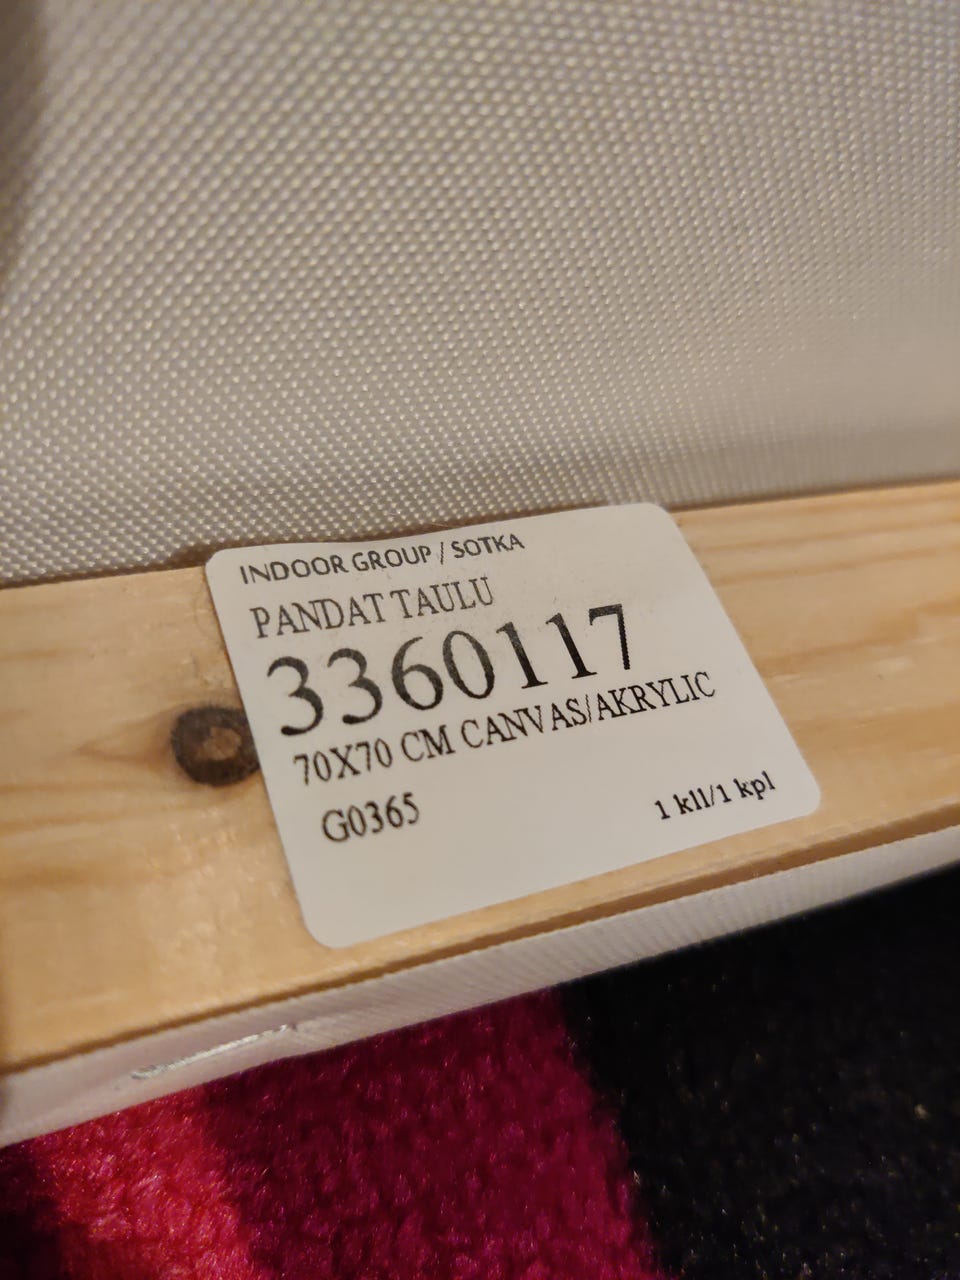 INDOOR GROUP / SOTKA
PANDAT TAULU
3360117
70X70 CM CANVAS/AKRYLIC
G0365 1 kll/1 kpl